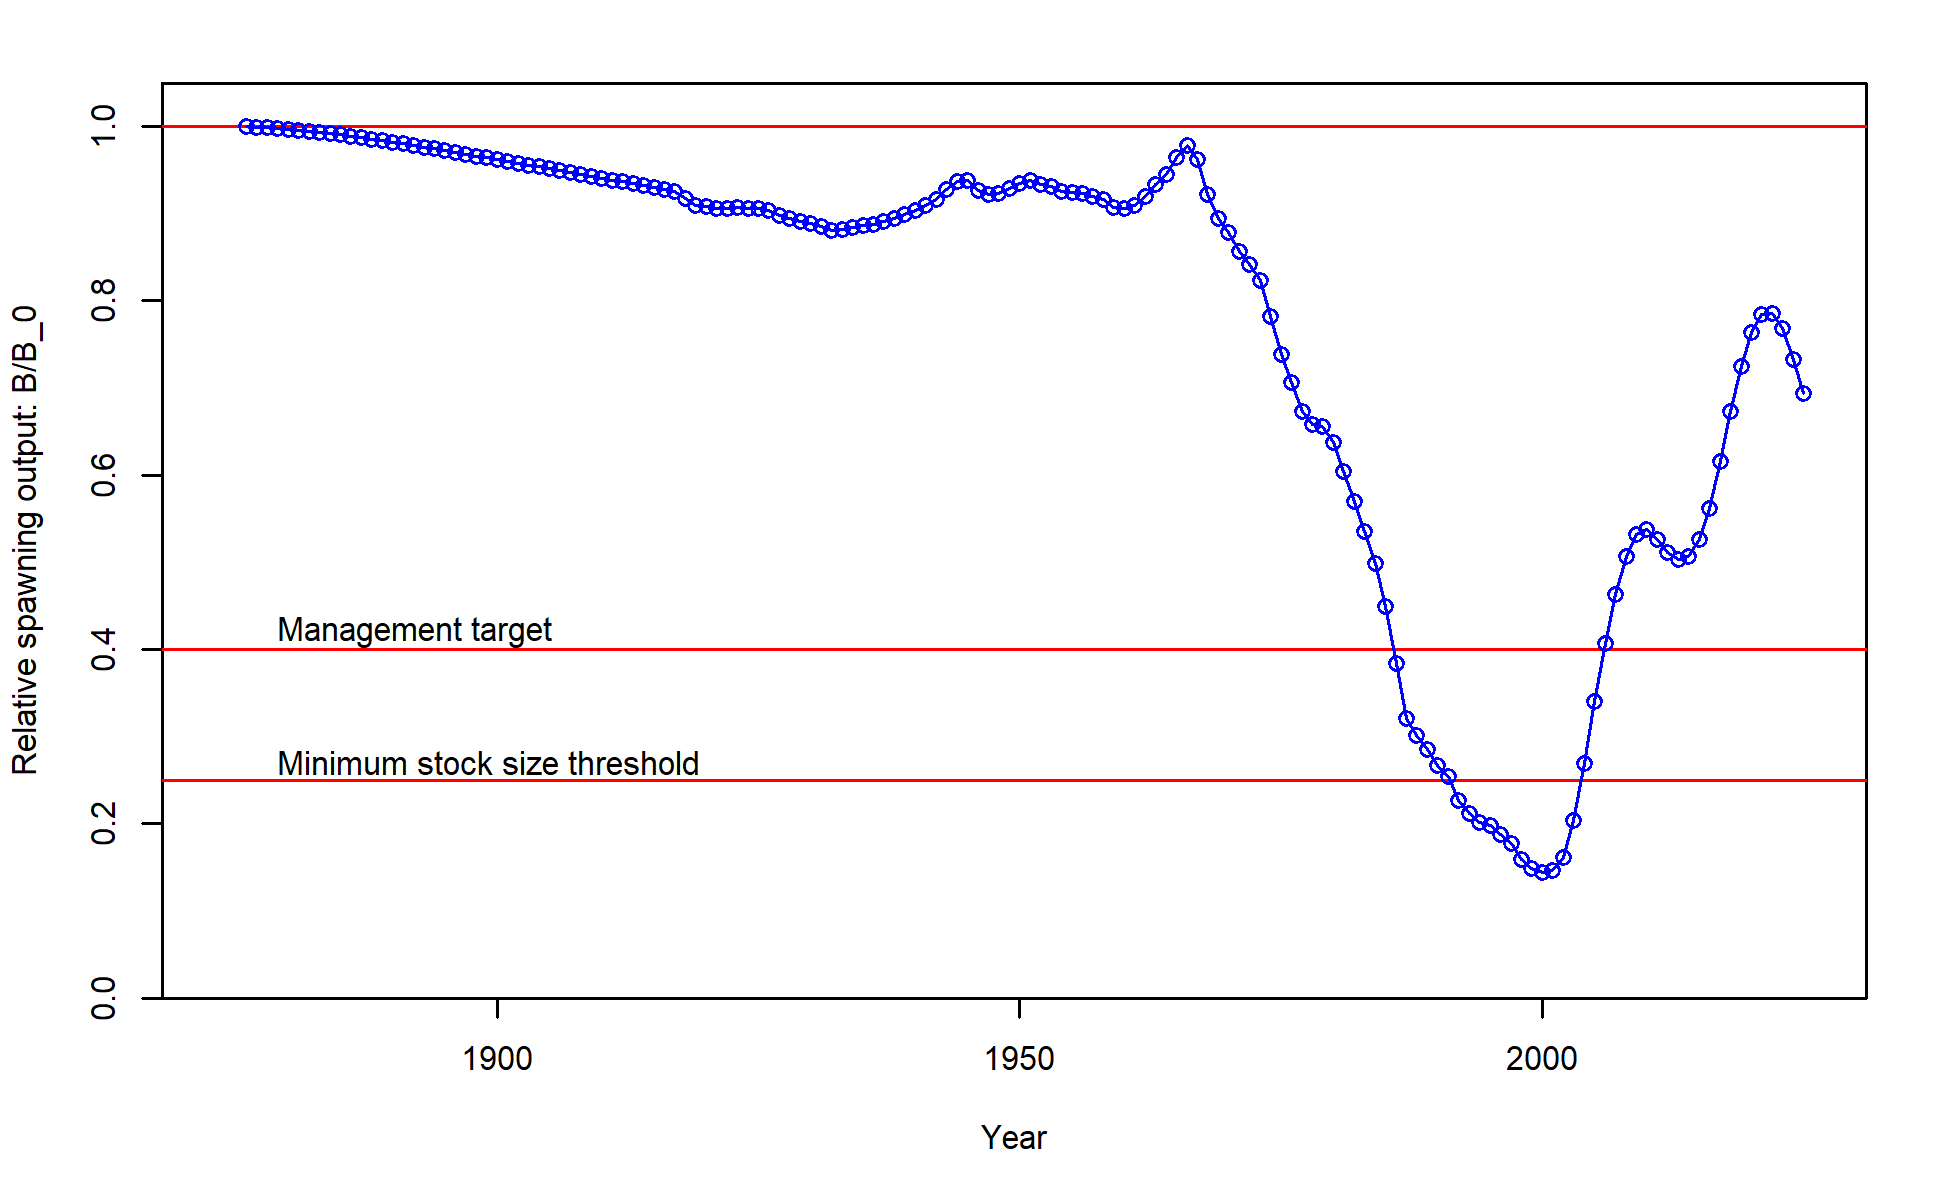 Relative spawning output: B/B_0
1.0
0.8
0.6
0.4
0.2
0.0
Management target
Minimum stock size threshold
1900
1950
2000
Year